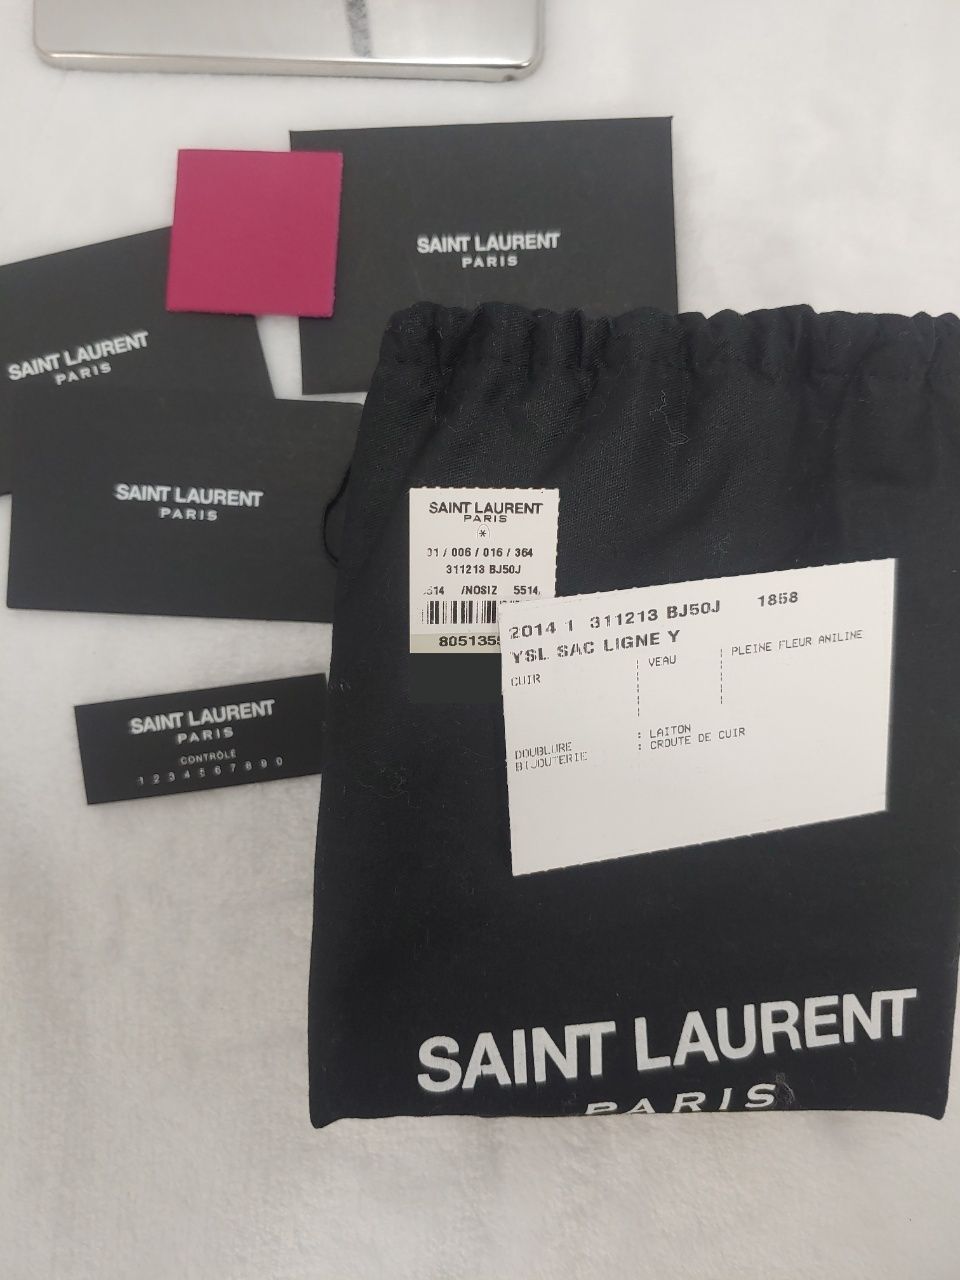 SAINT LAURENT
PARIS
SAINT LAURENT
PARIS
SAINT LAURENT
PARIS
SAINT LAURENT
PARIS
CONTRÔLE
1 2 3 4 5 6 7 8 9 0
SAINT LAURENT
PARIS
*
01 / 006 / 016 / 364
311213 BJ50J
514 /NOSIZ 5514
805135
2014 1 311213 BJ50J 1858
YSL SAC LIGNE Y
CUIR VEAU PLEINE FLEUR ANILINE
DOUBLURE : LAITON
BIJOUTERIE : CROUTE DE CUIR
SAINT LAURENT
PARIS